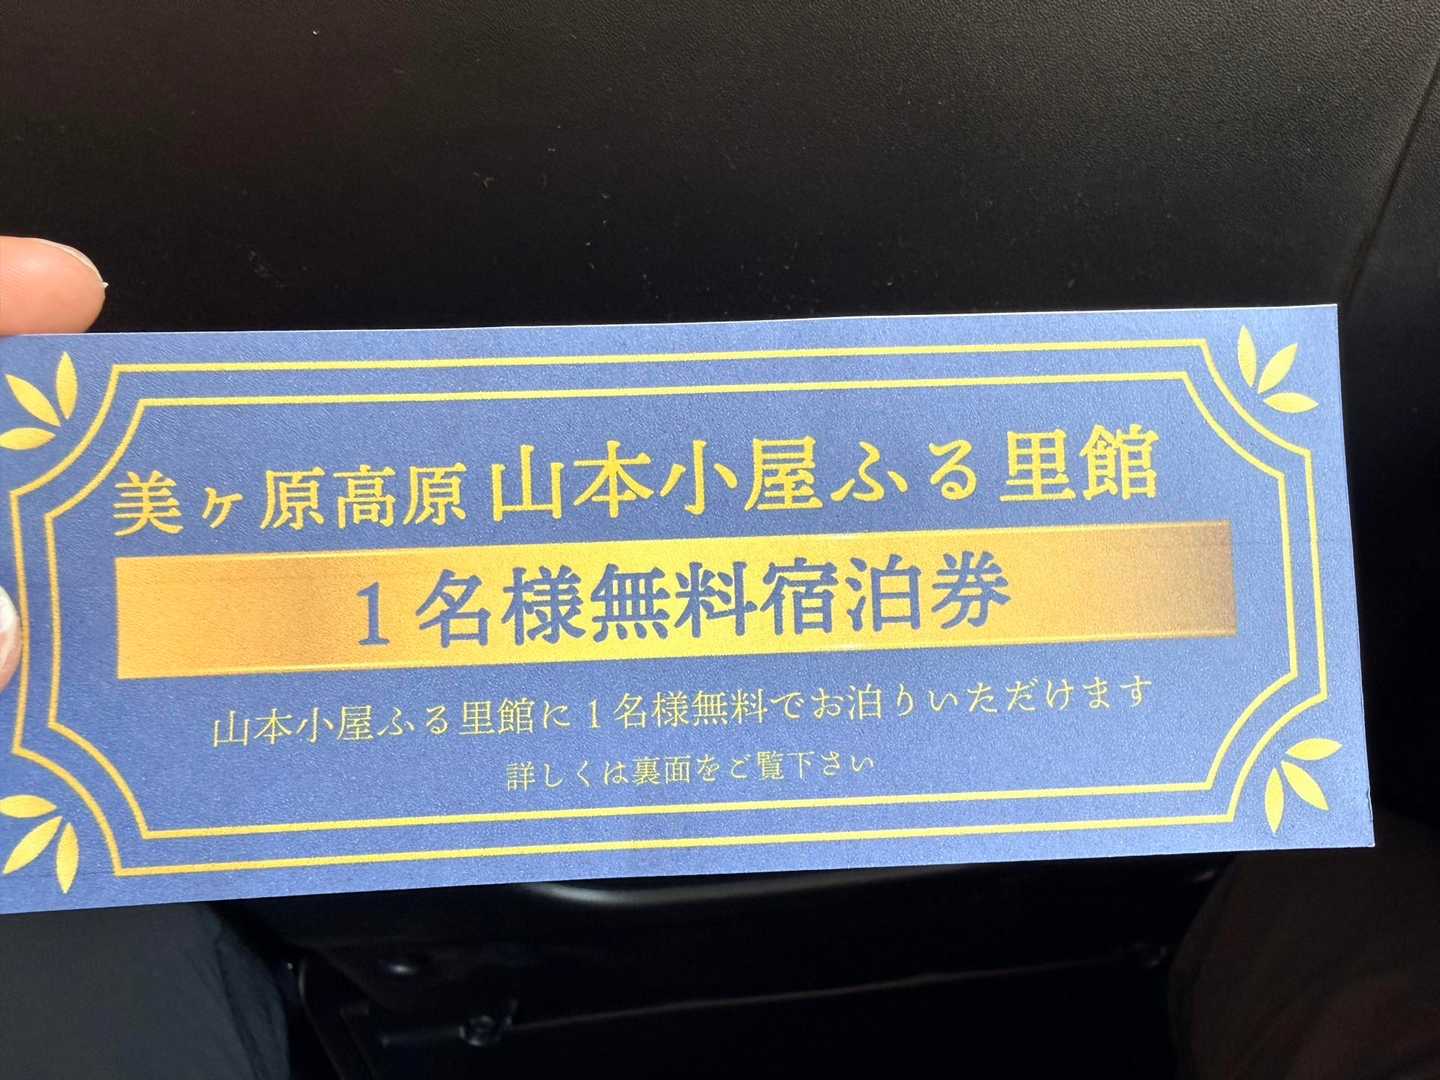 美ヶ原高原 山本小屋ふる里館
1名様無料宿泊券
山本小屋ふる里館に1名様無料でお泊りいただけます
詳しくは裏面をご覧下さい